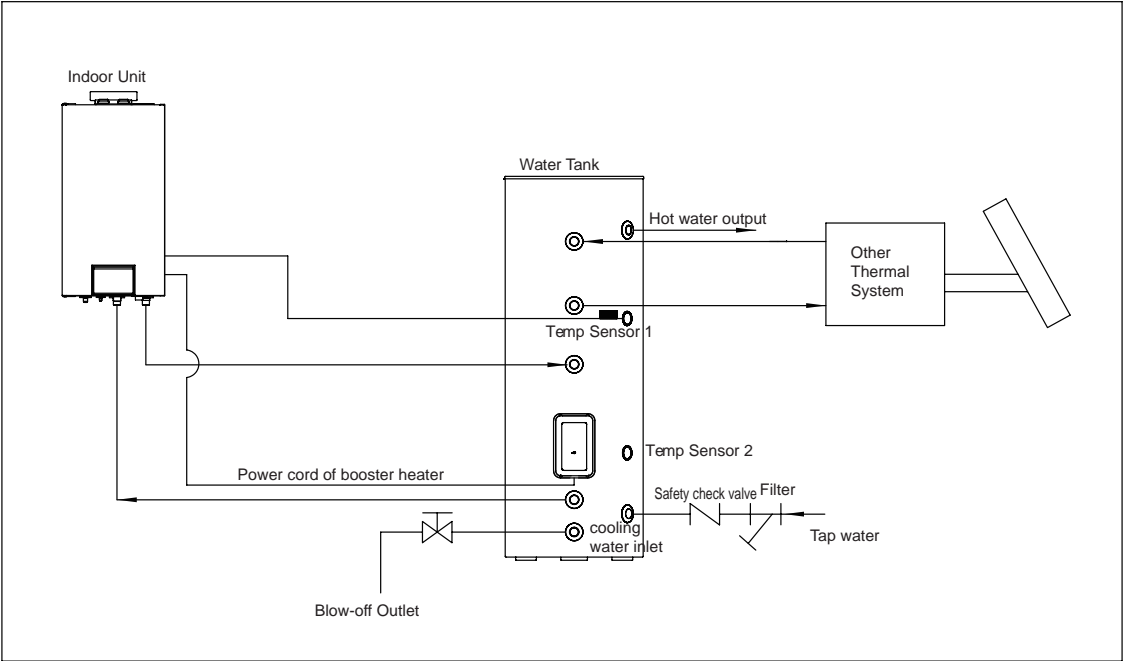 Indoor Unit
Water Tank
Hot water output
Other
Thermal
System
Temp Sensor 1
Temp Sensor 2
Power cord of booster heater
Safety check valve
Filter
cooling
water inlet
Tap water
Blow-off Outlet